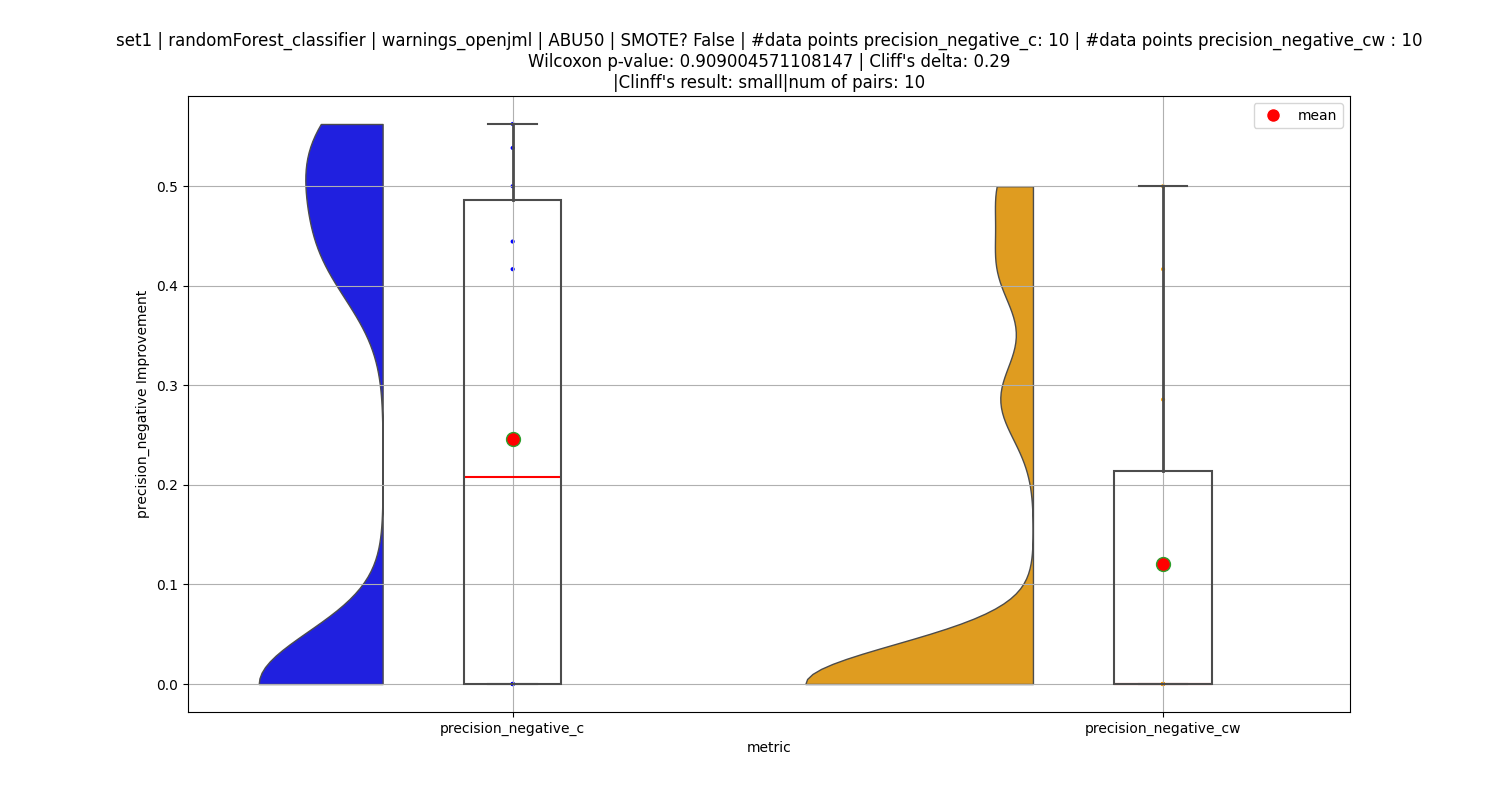 set1 | randomForest_classifier | warnings_openjml | ABU50 | SMOTE? False | #data points precision_negative_c: 10 | #data points precision_negative_cw : 10
Wilcoxon p-value: 0.909004571108147 | Cliff's delta: 0.29
|Clinff's result: small|num of pairs: 10
mean
precision_negative Improvement
0.5
0.4
0.3
0.2
0.1
0.0
precision_negative_c
precision_negative_cw
metric